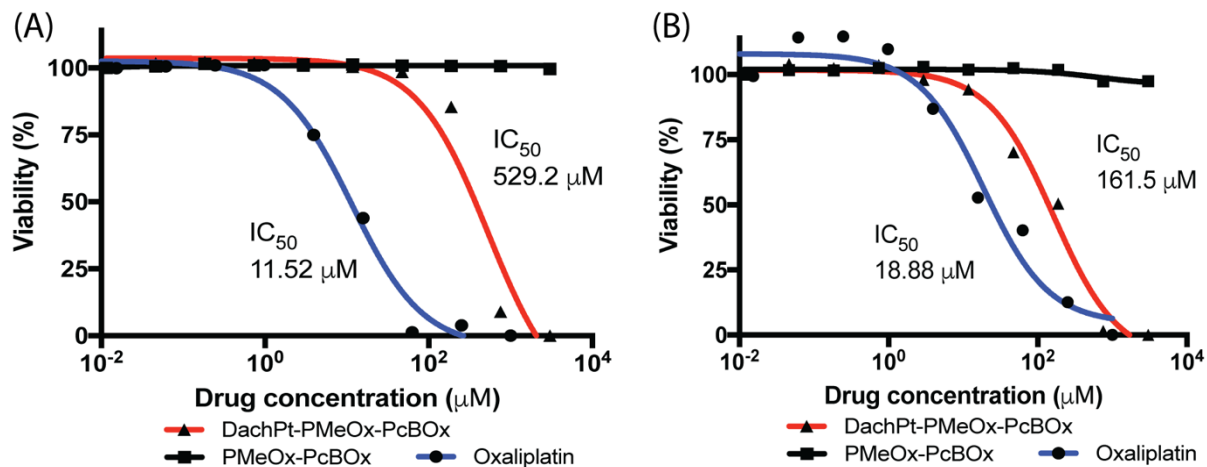 (A)
Viability (%)
100
75
50
25
0
IC50
529.2 μM
IC50
11.52 μM
10-2 100 102 104
Drug concentration (μM)
DachPt-PMeOx-PcBOx
PMeOx-PcBOx Oxaliplatin
(B)
Viability (%)
100
75
50
25
0
IC50
161.5 μM
IC50
18.88 μM
10-2 100 102 104
Drug concentration (μM)
DachPt-PMeOx-PcBOx
PMeOx-PcBOx Oxaliplatin